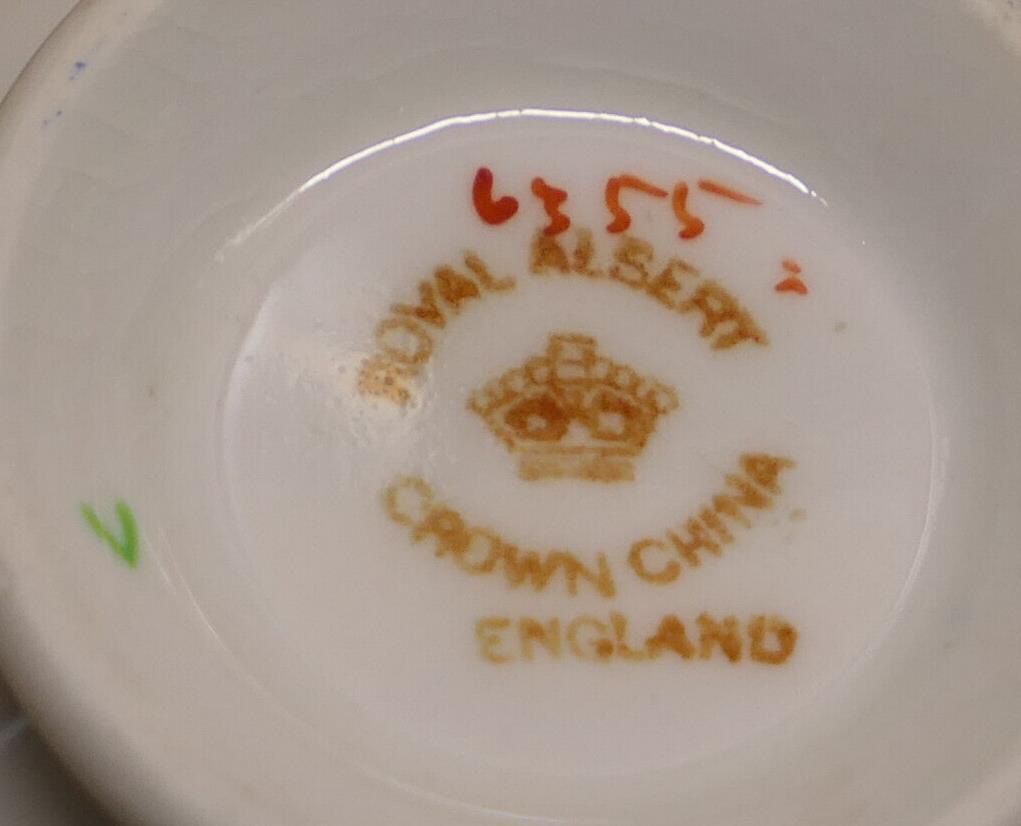 6355
ROYAL ALBERT
CROWN CHINA
ENGLAND
V